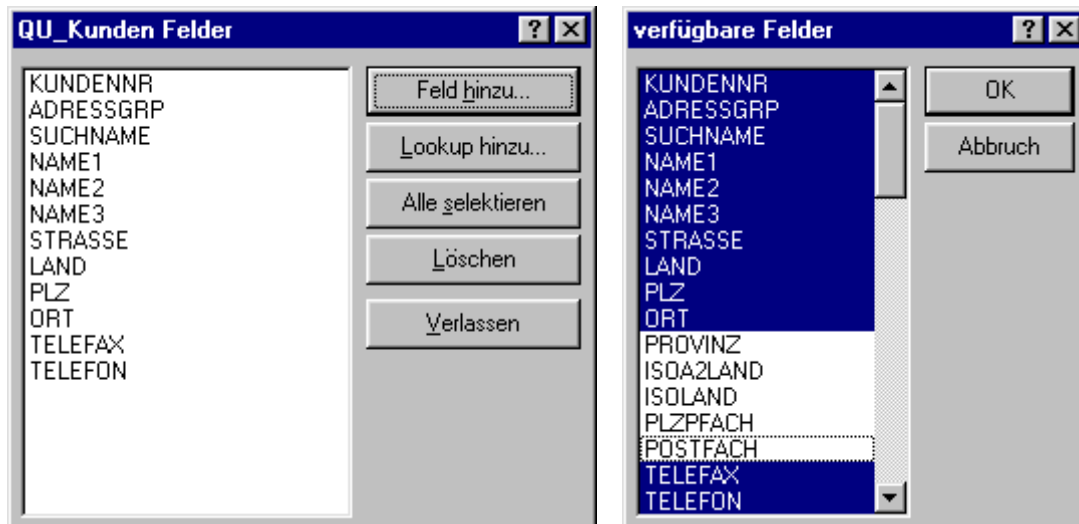 QU_Kunden Felder
KUNDENNR
ADRESSGRP
SUCHNAME
NAME1
NAME2
NAME3
STRASSE
LAND
PLZ
ORT
TELEFAX
TELEFON
Feld hinzu...
Lookup hinzu...
Alle selektieren
Löschen
Verlassen
verfügbare Felder
KUNDENNR
ADRESSGRP
SUCHNAME
NAME1
NAME2
NAME3
STRASSE
LAND
PLZ
ORT
PROVINZ
ISOA2LAND
ISOLAND
PLZPFACH
POSTFACH
TELEFAX
TELEFON
OK
Abbruch